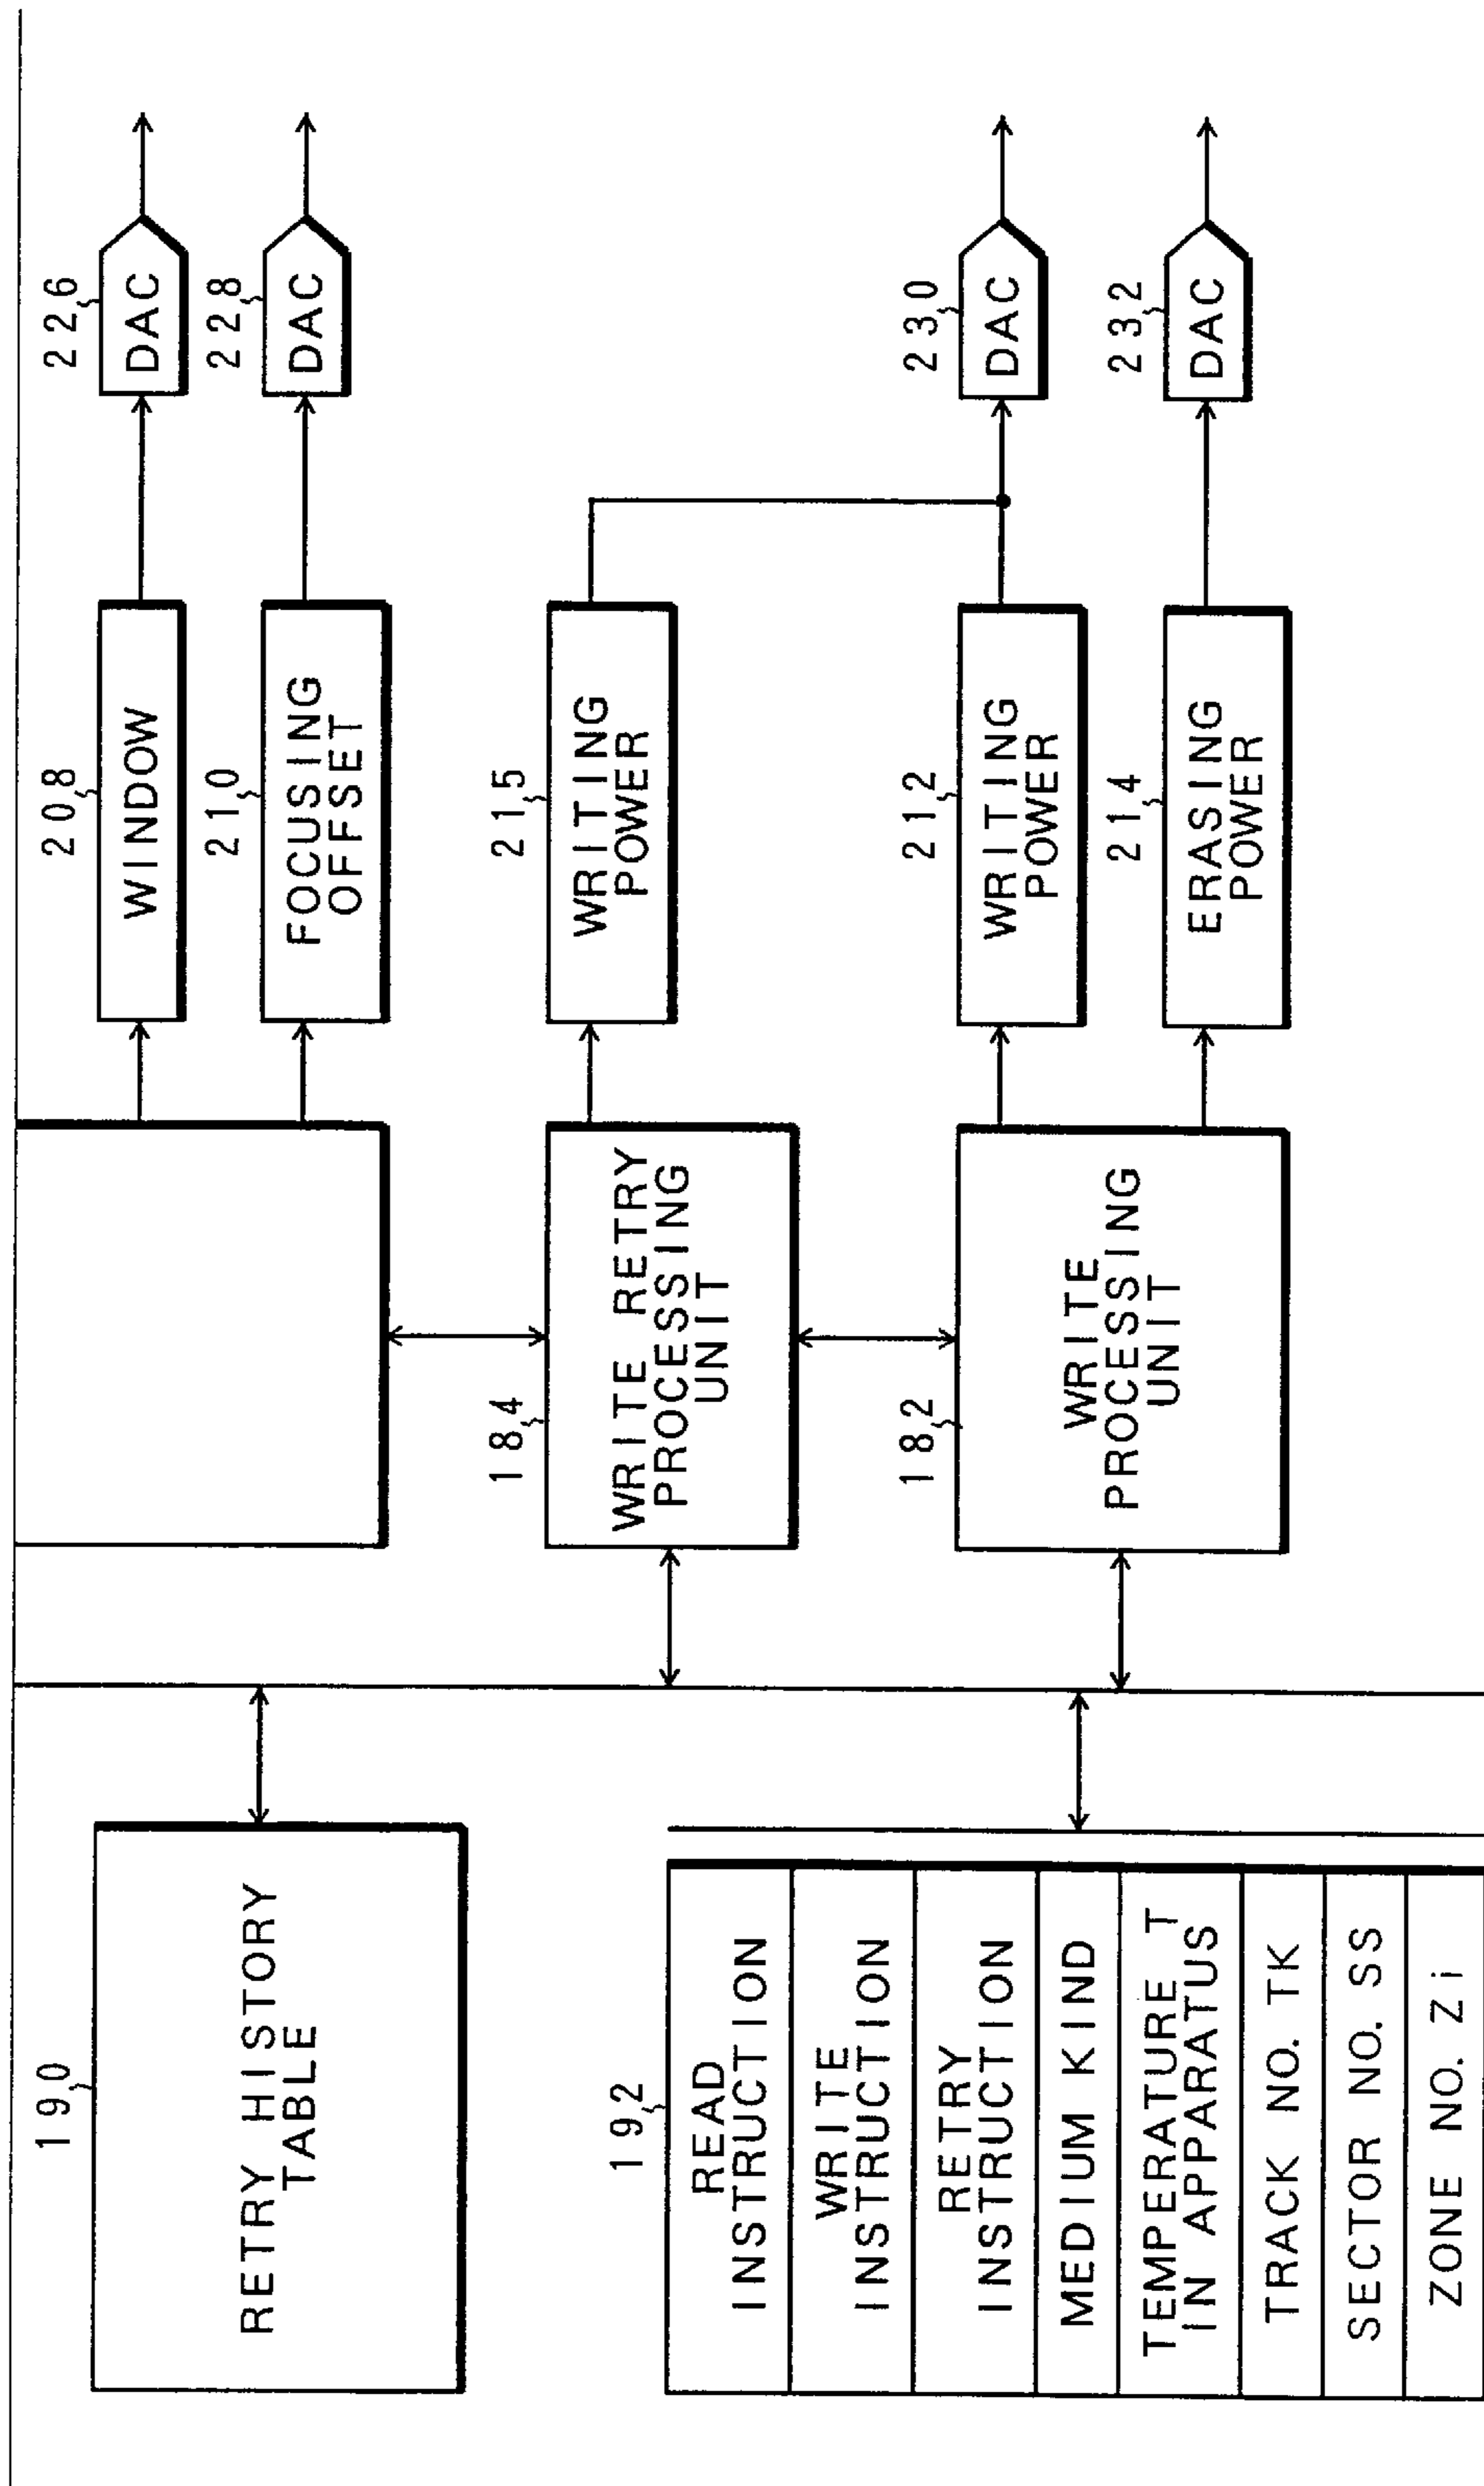 190
RETRY HISTORY
TABLE
192
READ
INSTRUCTION
WRITE
INSTRUCTION
RETRY
INSTRUCTION
MEDIUM KIND
TEMPERATURE T
IN APPARATUS
TRACK NO. TK
SECTOR NO. SS
ZONE NO. Zi
184
WRITE RETRY
PROCESSING
UNIT
182
WRITE
PROCESSING
UNIT
208
WINDOW
210
FOCUSING
OFFSET
215
WRITING
POWER
212
WRITING
POWER
214
ERASING
POWER
226
DAC
228
DAC
230
DAC
232
DAC